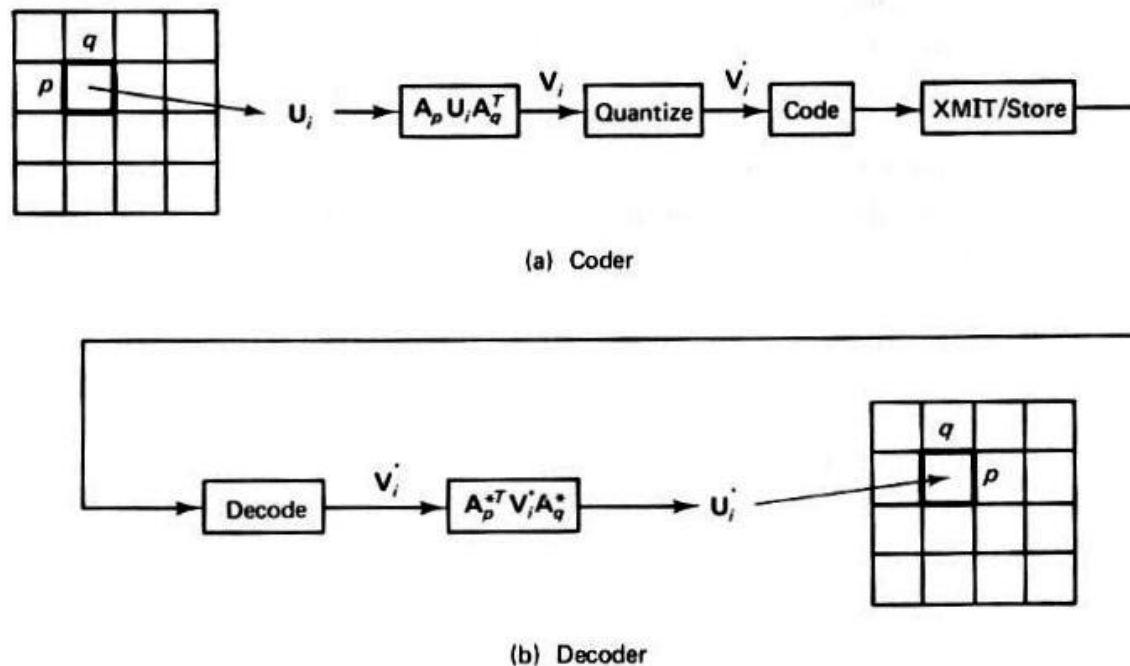 q
p
U_i
A_p U_i A_q^T
V_i
Quantize
V_i^•
Code
XMIT/Store
(a) Coder
Decode
V_i^•
A_p^{*T} V_i^• A_q^*
U_i^•
q
p
(b) Decoder